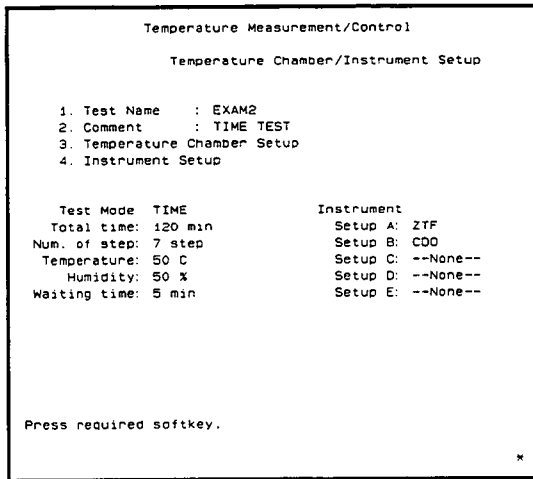 Temperature Measurement/Control
Temperature Chamber/Instrument Setup
1. Test Name : EXAM2
2. Comment : TIME TEST
3. Temperature Chamber Setup
4. Instrument Setup
Test Mode TIME
Total time: 120 min
Num. of step: 7 step
Temperature: 50 C
Humidity: 50 %
Waiting time: 5 min
Instrument
Setup A: ZTF
Setup B: CDO
Setup C: --None--
Setup D: --None--
Setup E: --None--
Press required softkey.
*